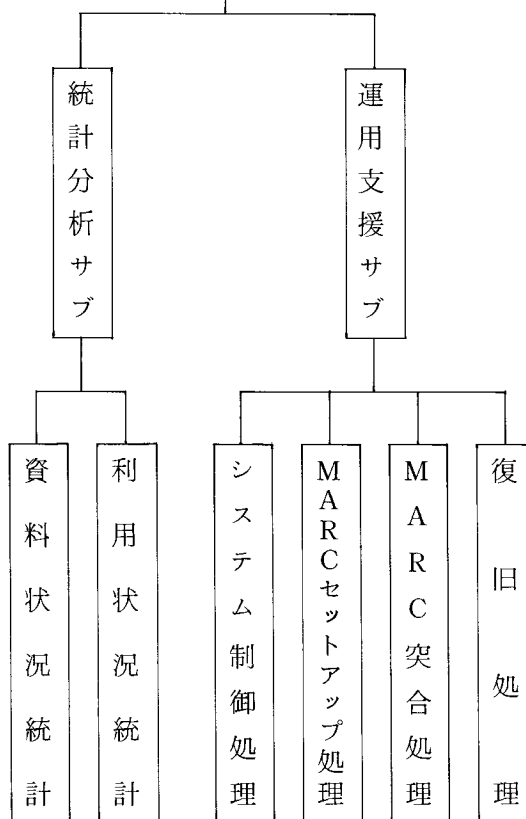 統計分析サブ
運用支援サブ
資料状況統計
利用状況統計
システム制御処理
MARCセットアップ処理
MARC突合処理
復旧処理